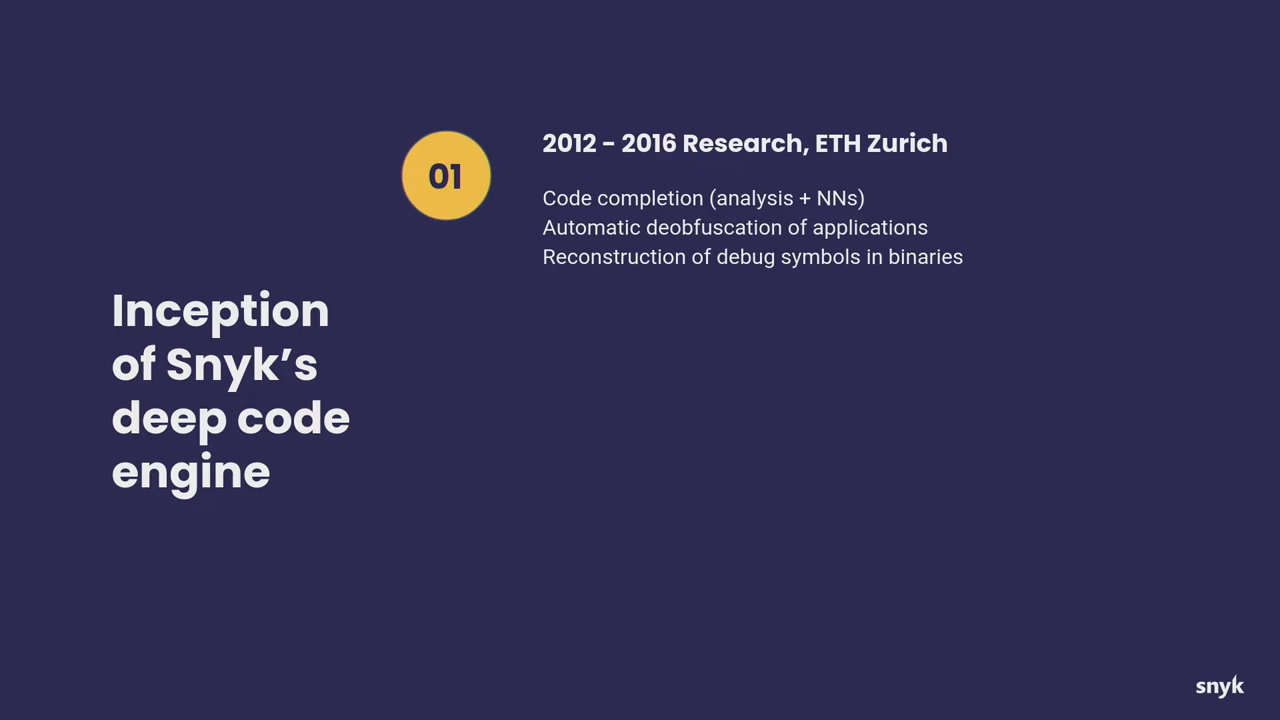 Inception
of Snyk’s
deep code
engine
01
2012 - 2016 Research, ETH Zurich
Code completion (analysis + NNs)
Automatic deobfuscation of applications
Reconstruction of debug symbols in binaries
snyk